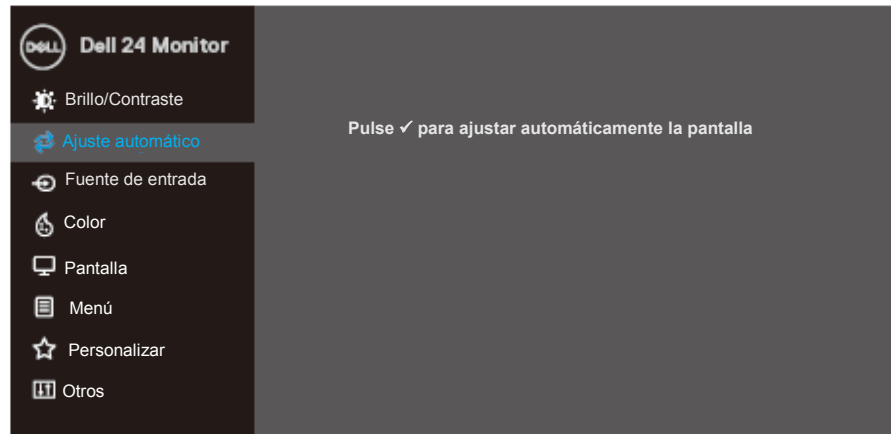 DELL Dell 24 Monitor
Brillo/Contraste
Ajuste automático
Pulse ✓ para ajustar automáticamente la pantalla
Fuente de entrada
Color
Pantalla
Menú
Personalizar
Otros